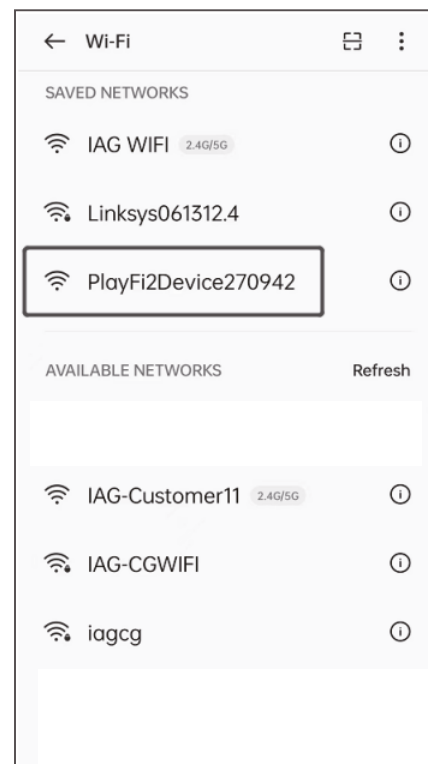 Wi-Fi
SAVED NETWORKS
IAG WIFI 2.4G/5G
Linksys061312.4
PlayFi2Device270942
AVAILABLE NETWORKS Refresh
IAG-Customer11 2.4G/5G
IAG-CGWIFI
iagcg